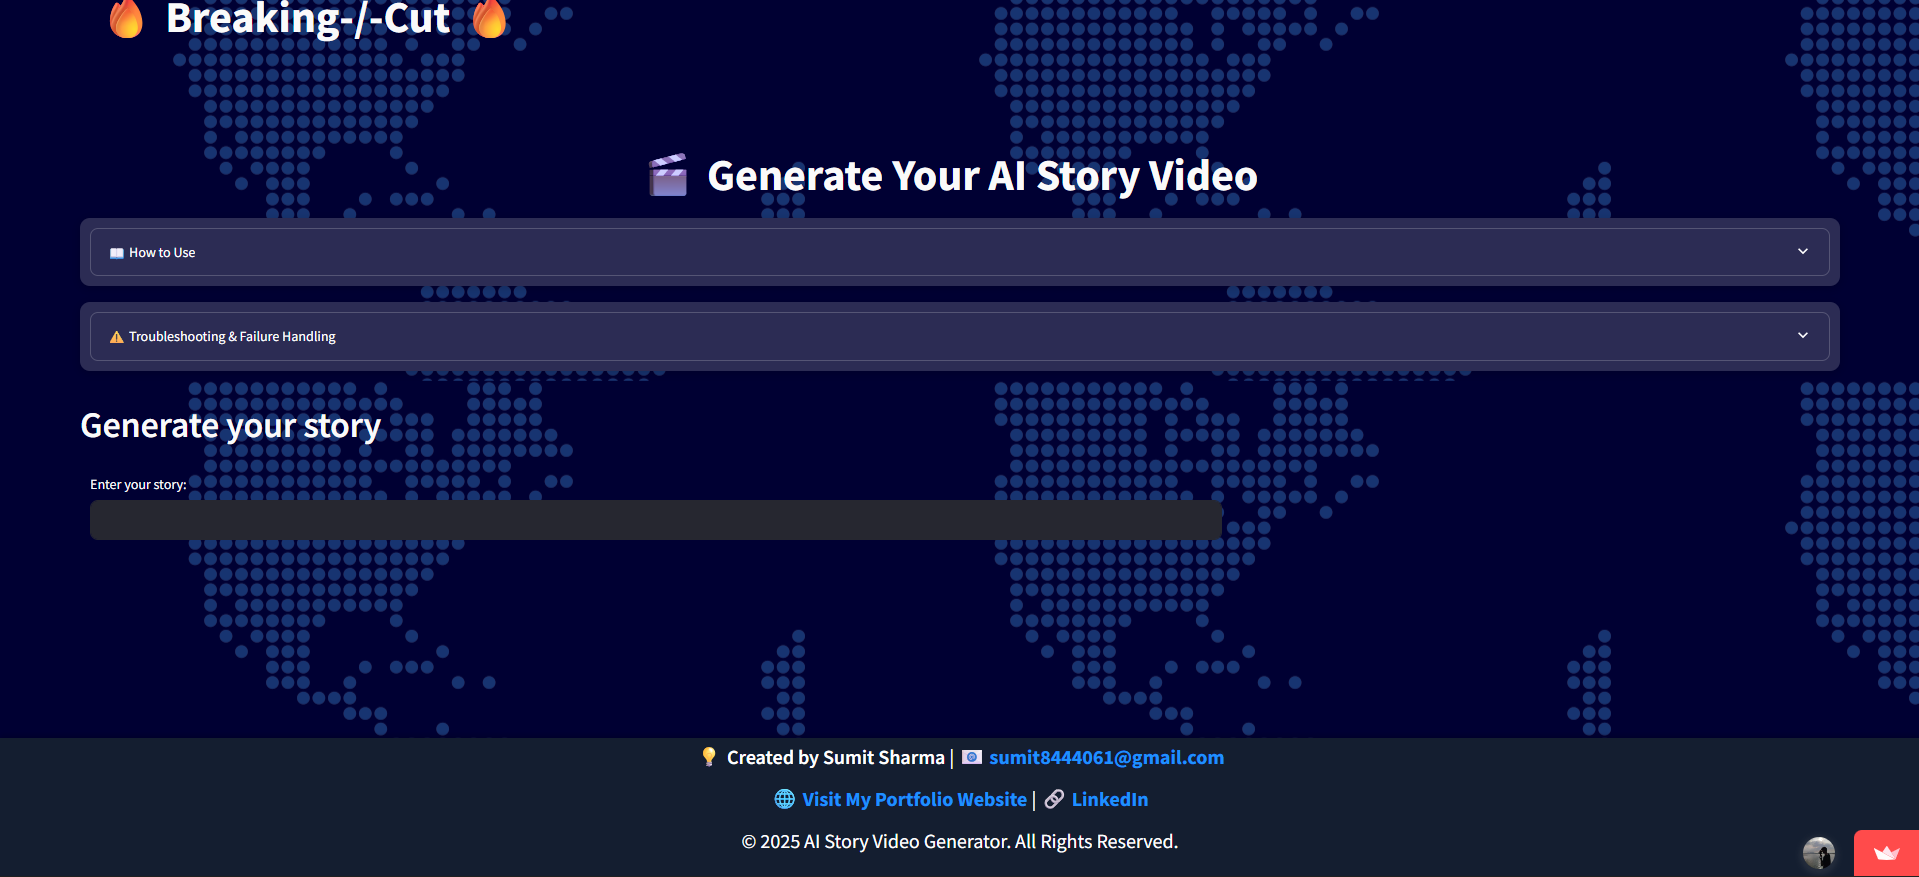 🔥 Breaking-/-Cut 🔥
🎬 Generate Your AI Story Video
📖 How to Use
⚠️ Troubleshooting & Failure Handling
Generate your story
Enter your story:
💡 Created by Sumit Sharma | 📧 sumit8444061@gmail.com
🌐 Visit My Portfolio Website | 🔗 LinkedIn
© 2025 AI Story Video Generator. All Rights Reserved.